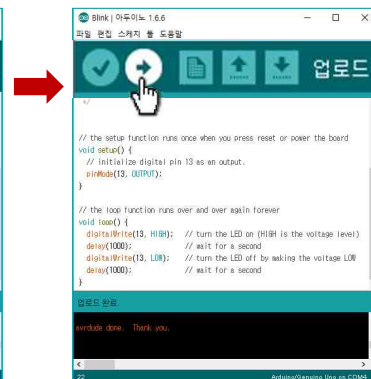 Blink | 아두이노 1.6.6
파일 편집 스케치 툴 도움말
업로드
*/
// the setup function runs once when you press reset or power the board
void setup() {
// initialize digital pin 13 as an output.
pinMode(13, OUTPUT);
}
// the loop function runs over and over again forever
void loop() {
digitalWrite(13, HIGH); // turn the LED on (HIGH is the voltage level)
delay(1000); // wait for a second
digitalWrite(13, LOW); // turn the LED off by making the voltage LOW
delay(1000); // wait for a second
}
업로드 완료.
avrdude done. Thank you.
22 Arduino/Genuino Uno on COM4